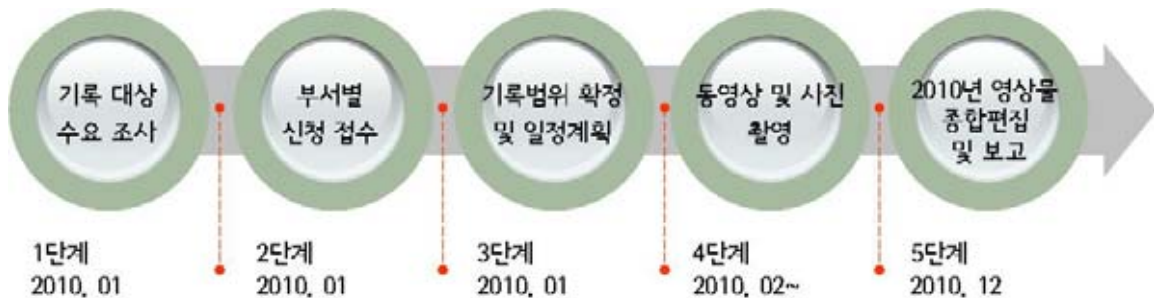 기록 대상
수요 조사
부서별
신청 접수
기록범위 확정
및 일정계획
동영상 및 사진
촬영
2010년 영상물
종합편집
및 보고
1단계
2010. 01
2단계
2010. 01
3단계
2010. 01
4단계
2010. 02~
5단계
2010. 12